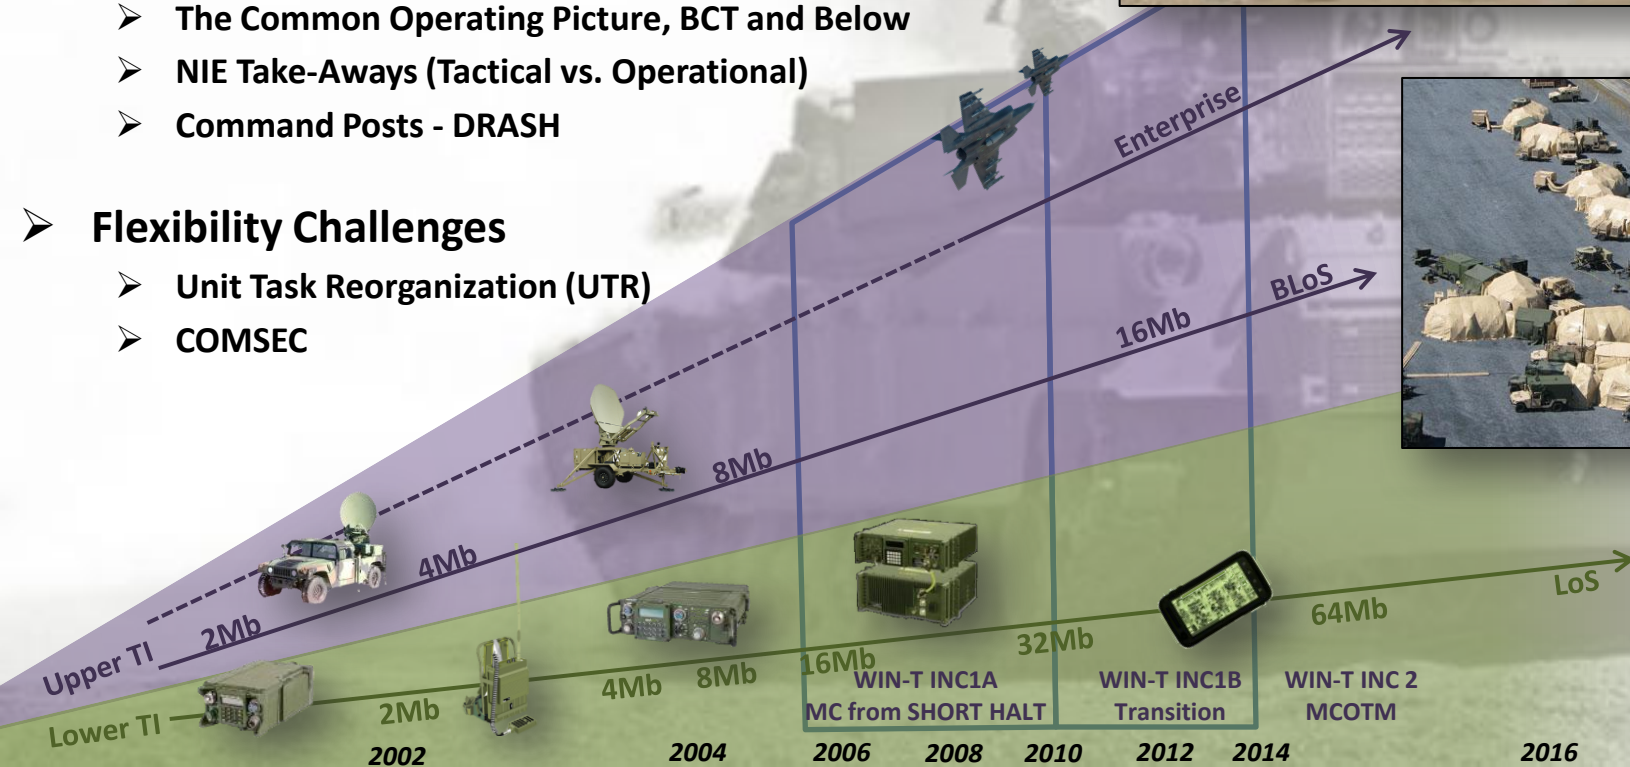 ➢ The Common Operating Picture, BCT and Below
➢ NIE Take-Aways (Tactical vs. Operational)
➢ Command Posts - DRASH
➢ Flexibility Challenges
➢ Unit Task Reorganization (UTR)
➢ COMSEC
Enterprise
BLoS
16Mb
8Mb
4Mb
2Mb
Upper TI
LoS
64Mb
32Mb
16Mb
8Mb
4Mb
2Mb
Lower TI
WIN-T INC1A
MC from SHORT HALT
WIN-T INC1B
Transition
WIN-T INC 2
MCOTM
2002 2004 2006 2008 2010 2012 2014 2016